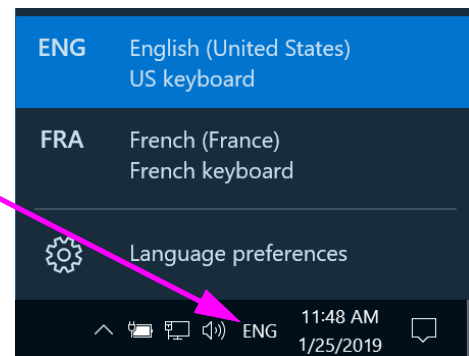 ENG English (United States)
US keyboard
FRA French (France)
French keyboard
Language preferences
ENG 11:48 AM
1/25/2019